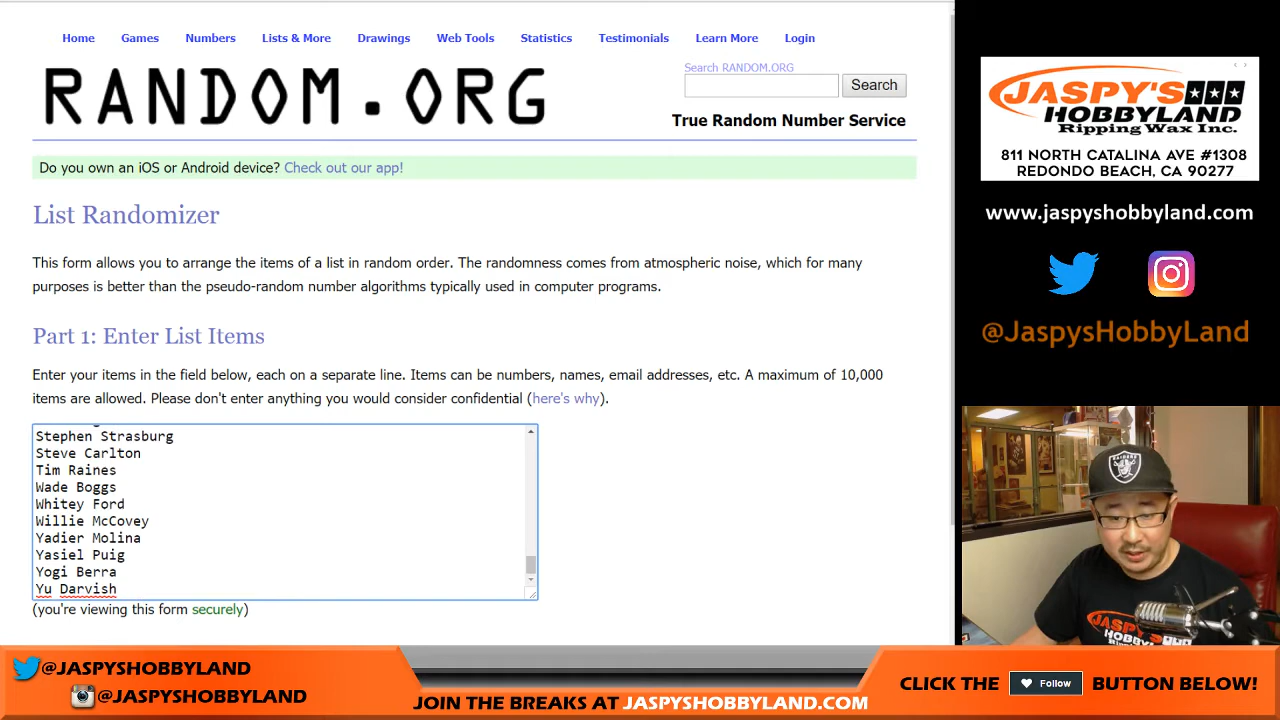 Home Games Numbers Lists & More Drawings Web Tools Statistics Testimonials Learn More Login
RANDOM.ORG
Search RANDOM.ORG
Search
True Random Number Service
Do you own an iOS or Android device? Check out our app!
List Randomizer
This form allows you to arrange the items of a list in random order. The randomness comes from atmospheric noise, which for many
purposes is better than the pseudo-random number algorithms typically used in computer programs.
Part 1: Enter List Items
Enter your items in the field below, each on a separate line. Items can be numbers, names, email addresses, etc. A maximum of 10,000
items are allowed. Please don't enter anything you would consider confidential (here's why).
Stephen Strasburg
Steve Carlton
Tim Raines
Wade Boggs
Whitey Ford
Willie McCovey
Yadier Molina
Yasiel Puig
Yogi Berra
Yu Darvish
(you're viewing this form securely)
JASPY'S
HOBBYLAND
Ripping Wax Inc.
811 NORTH CATALINA AVE #1308
REDONDO BEACH, CA 90277
www.jaspyshobbyland.com
@JaspysHobbyLand
RAIDERS
JASPY'S
@JASPYSHOBBYLAND
@JASPYSHOBBYLAND
JOIN THE BREAKS AT JASPYSHOBBYLAND.COM
CLICK THE Follow BUTTON BELOW!